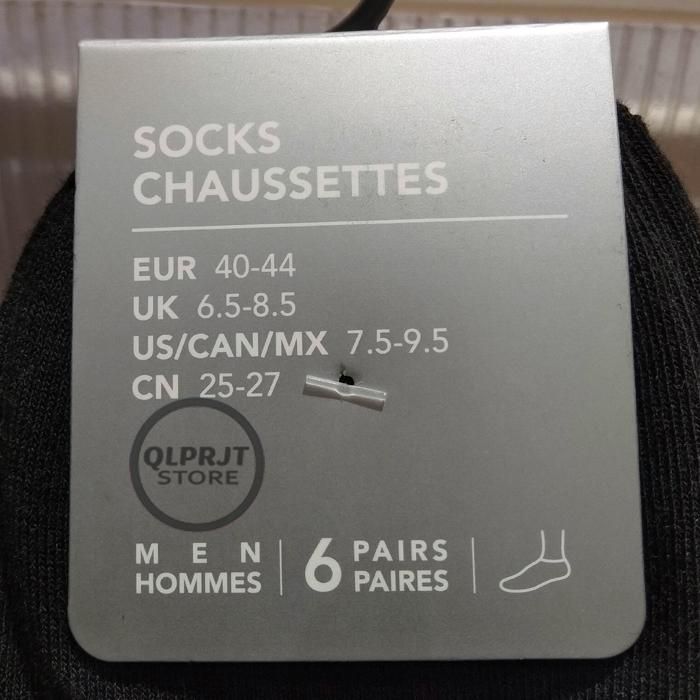 SOCKS
CHAUSSETTES
EUR 40-44
UK 6.5-8.5
US/CAN/MX 7.5-9.5
CN 25-27
QLPRJT
STORE
MEN
HOMMES
6 PAIRS
PAIRES